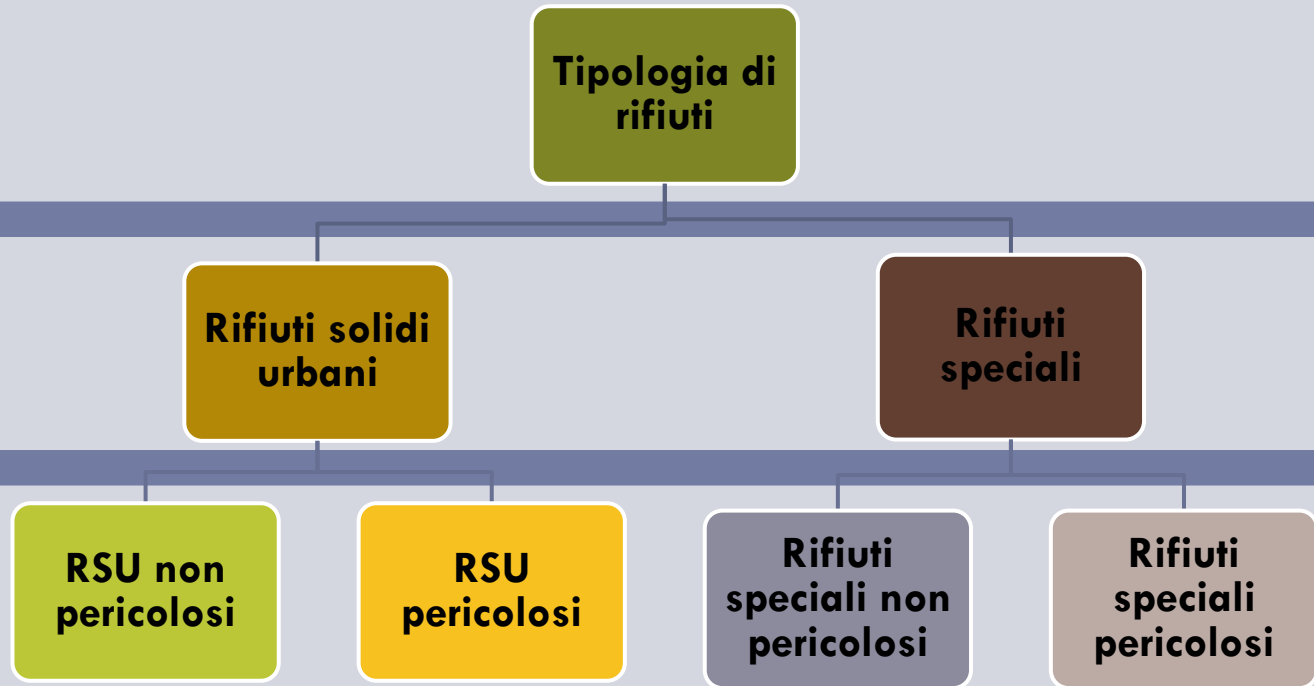 Tipologia di
rifiuti
Rifiuti solidi
urbani
Rifiuti
speciali
RSU non
pericolosi
RSU
pericolosi
Rifiuti
speciali non
pericolosi
Rifiuti
speciali
pericolosi